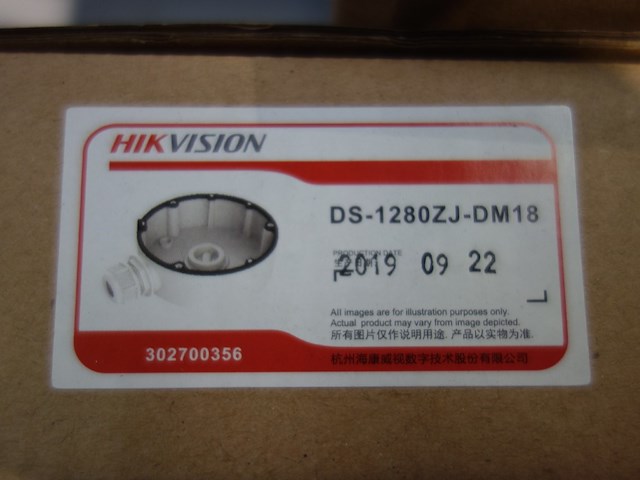 HIKVISION
DS-1280ZJ-DM18
PRODUCTION DATE
2019 09 22
All images are for illustration purposes only.
Actual product may vary from image depicted.
所有图片仅作说明用途. 产品以实物为准.
302700356
杭州海康威视数字技术股份有限公司